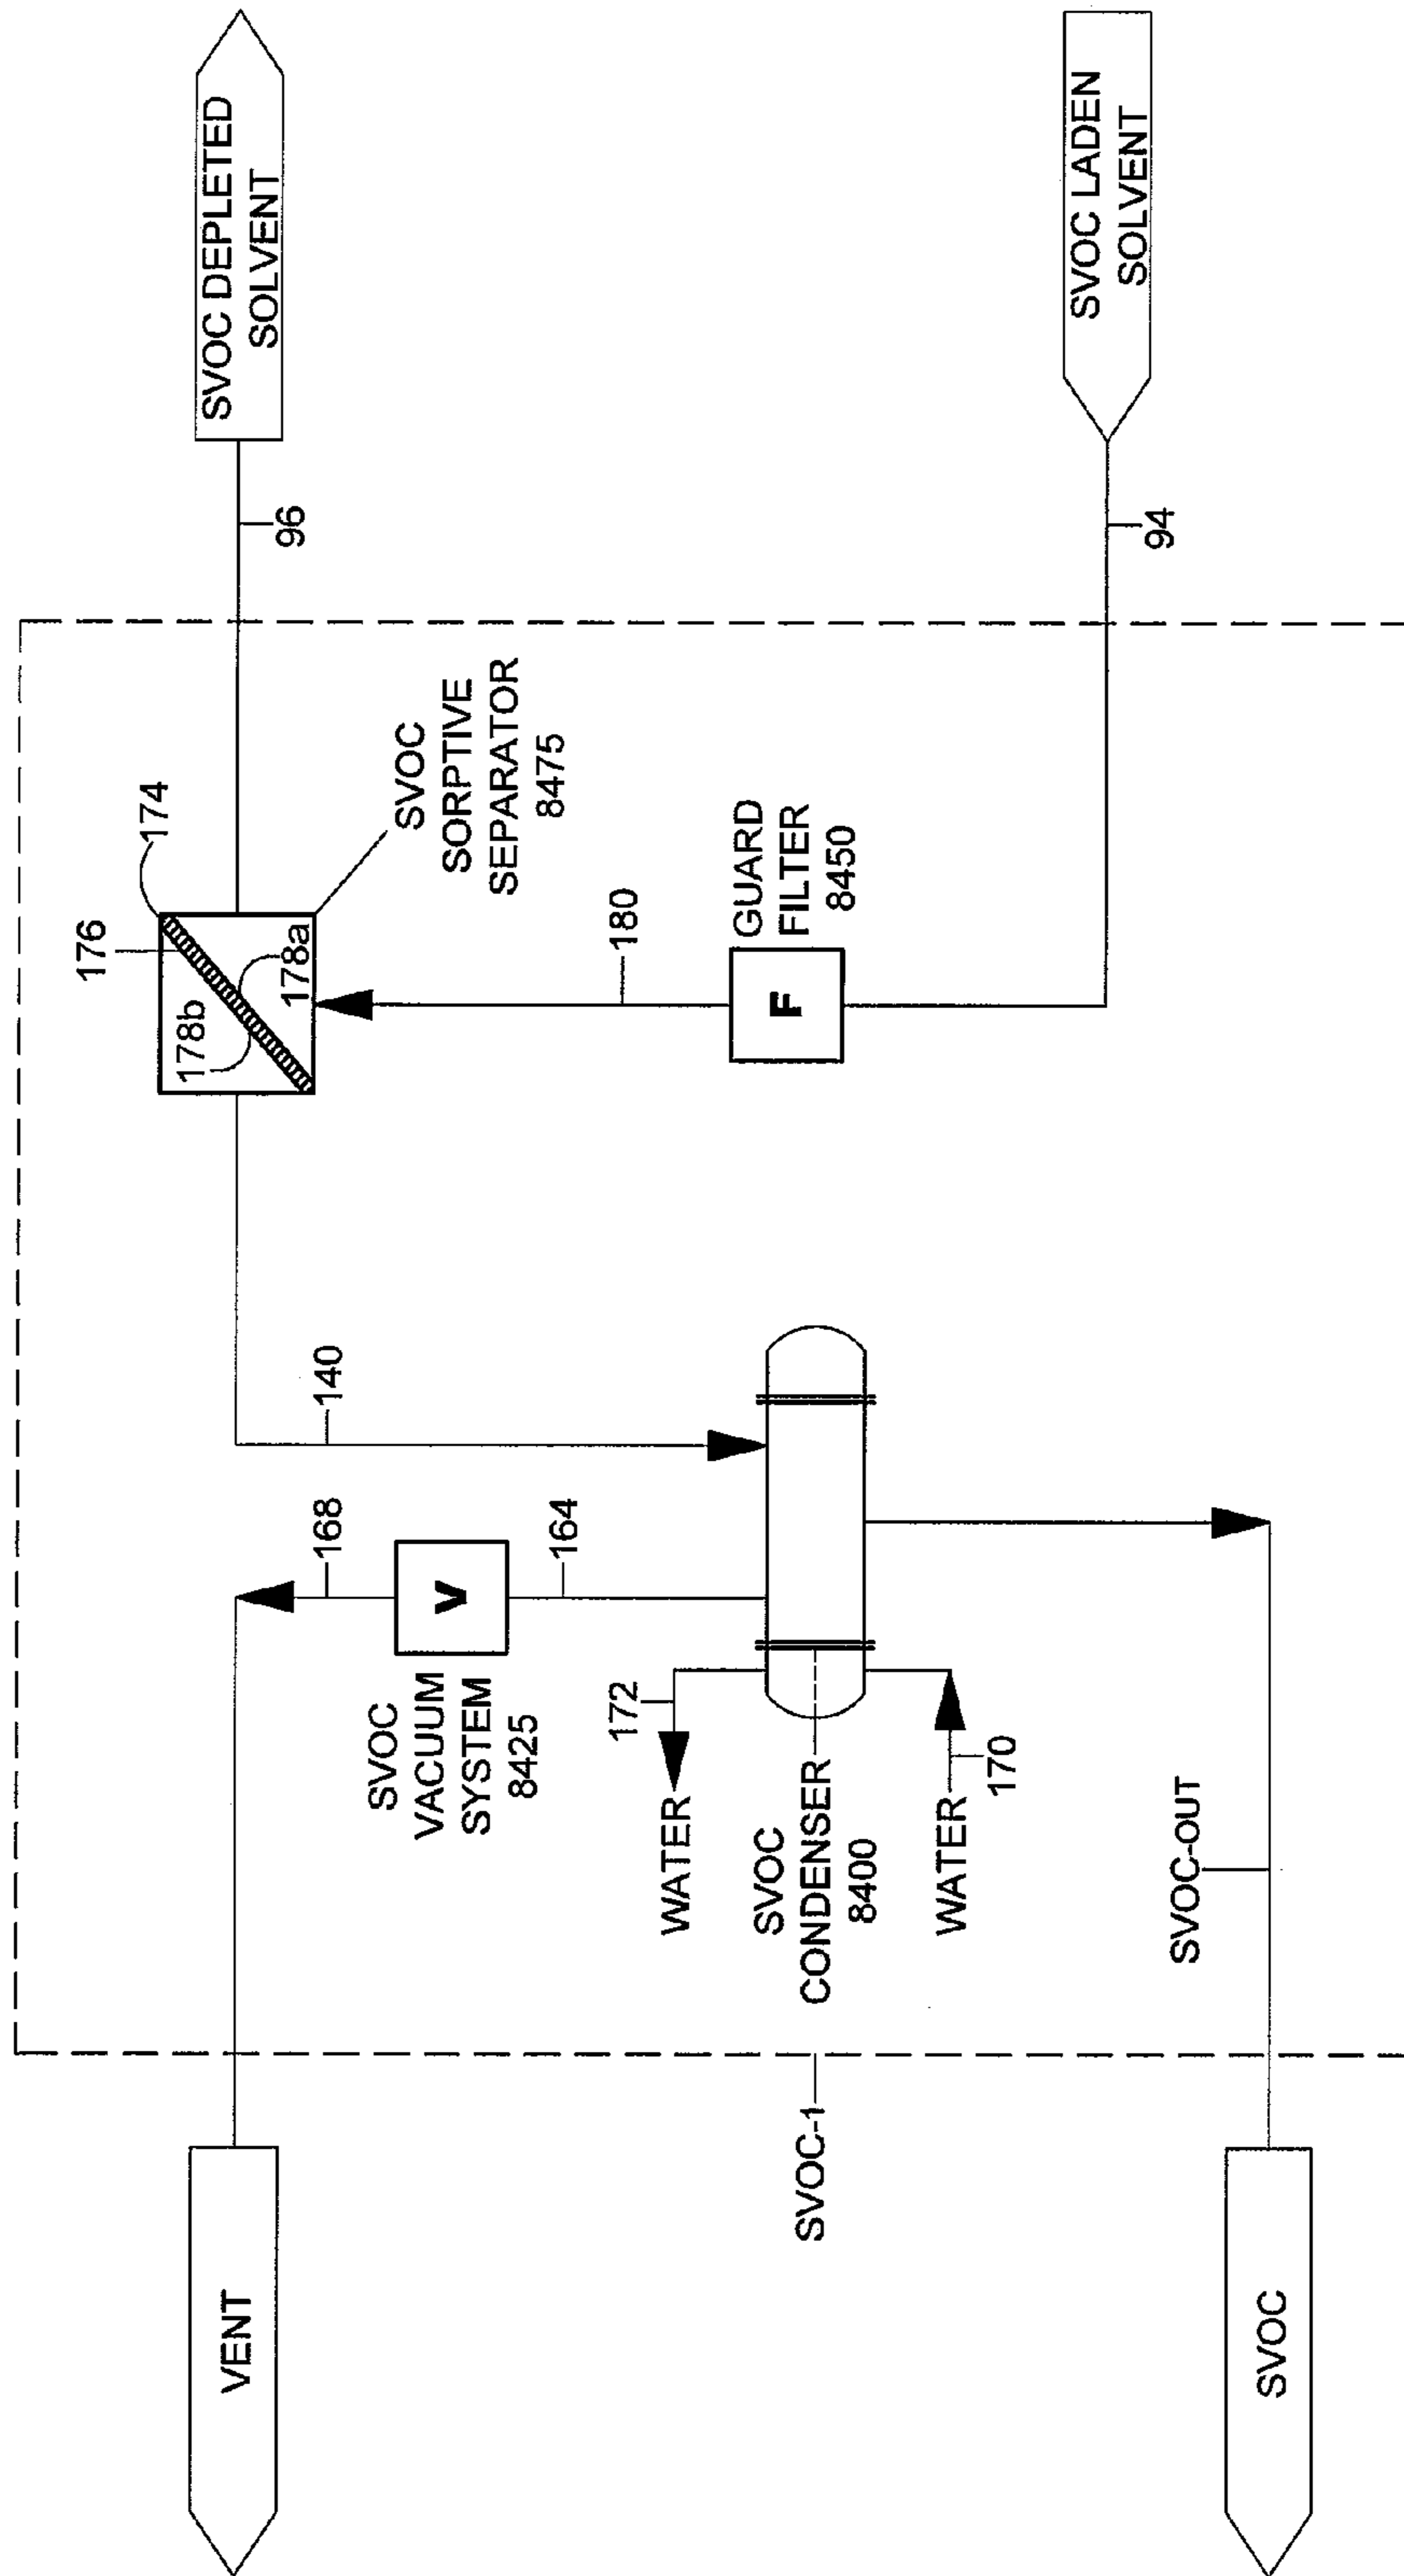 VENT
SVOC
SVOC-1
SVOC-OUT
168
SVOC
VACUUM
SYSTEM
8425
V
164
172
WATER
SVOC
CONDENSER
8400
WATER
170
140
176
174
178b
178a
SVOC
SORPTIVE
SEPARATOR
8475
180
GUARD
FILTER
8450
F
96
94
SVOC DEPLETED
SOLVENT
SVOC LADEN
SOLVENT